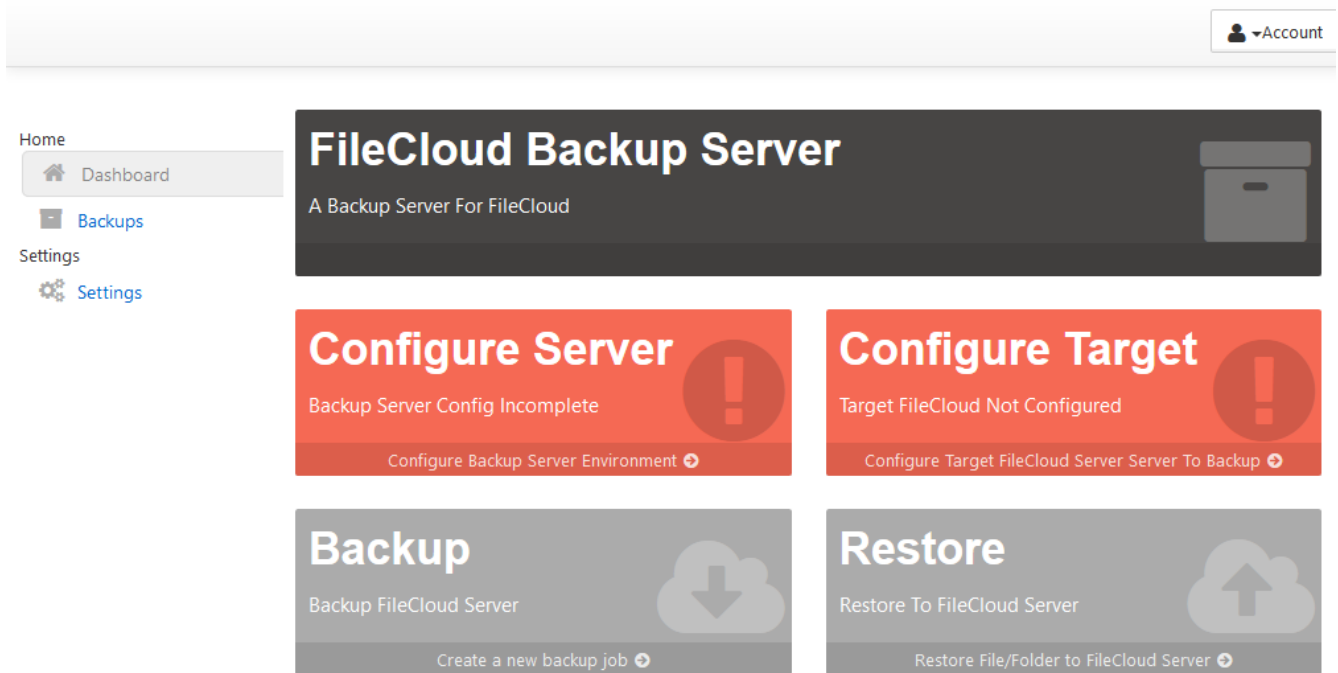 Account
Home
Dashboard
Backups
Settings
Settings
FileCloud Backup Server
A Backup Server For FileCloud
Configure Server
Backup Server Config Incomplete
Configure Backup Server Environment
Configure Target
Target FileCloud Not Configured
Configure Target FileCloud Server Server To Backup
Backup
Backup FileCloud Server
Create a new backup job
Restore
Restore To FileCloud Server
Restore File/Folder to FileCloud Server